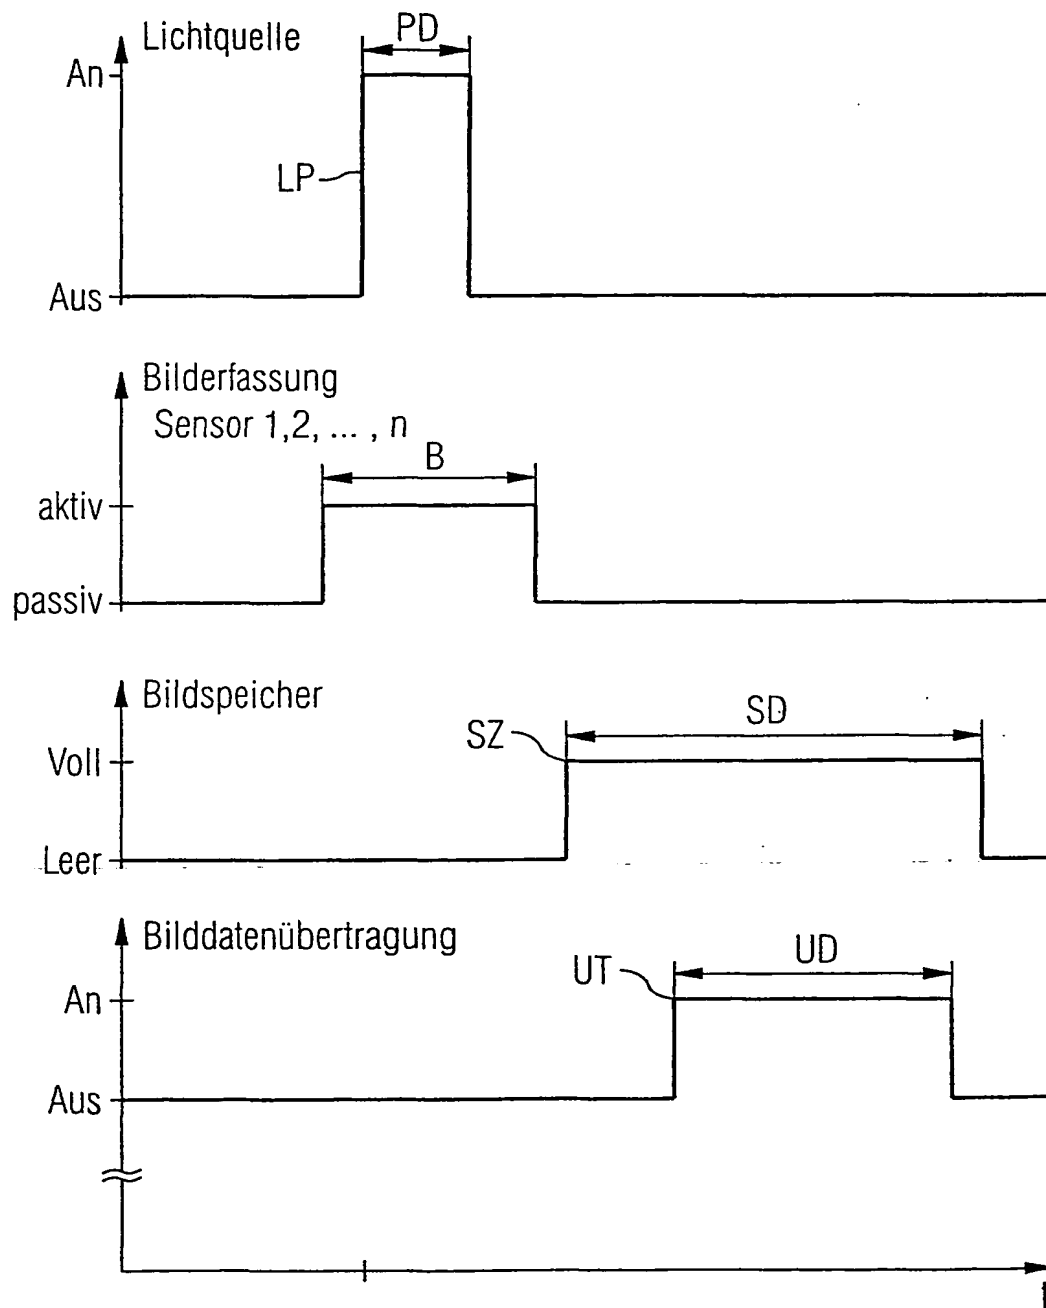 Lichtquelle
PD
An
LP
Aus
Bilderfassung
Sensor 1,2, ... , n
B
aktiv
passiv
Bildspeicher
SD
SZ
Voll
Leer
Bilddatenübertragung
UD
UT
An
Aus